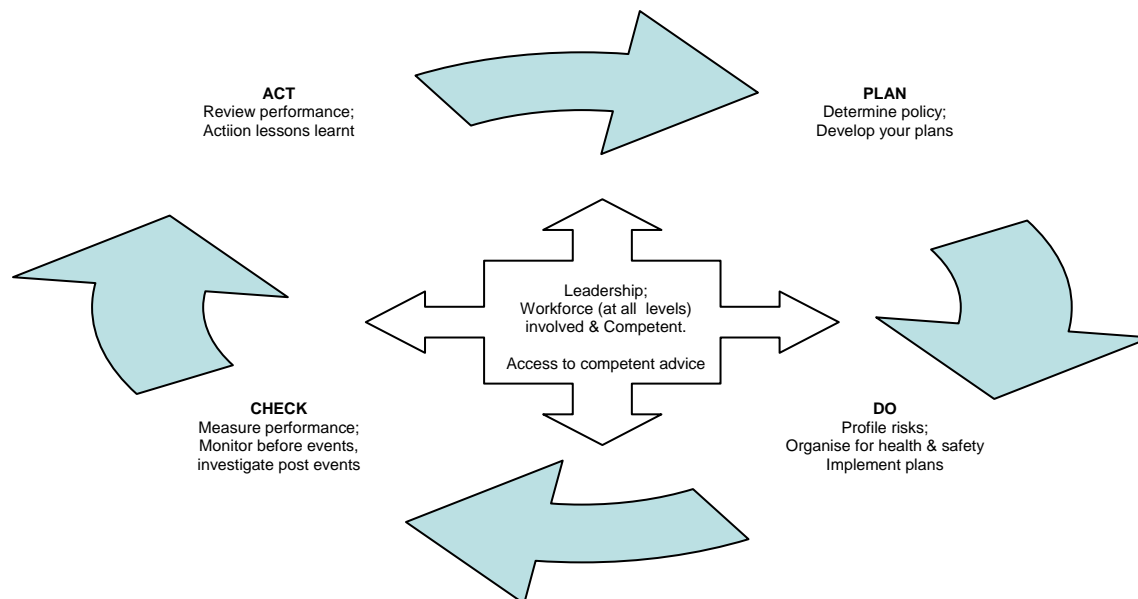 ACT
Review performance;
Actiion lessons learnt
PLAN
Determine policy;
Develop your plans
Leadership;
Workforce (at all levels)
involved & Competent.
Access to competent advice
CHECK
Measure performance;
Monitor before events,
investigate post events
DO
Profile risks;
Organise for health & safety
Implement plans